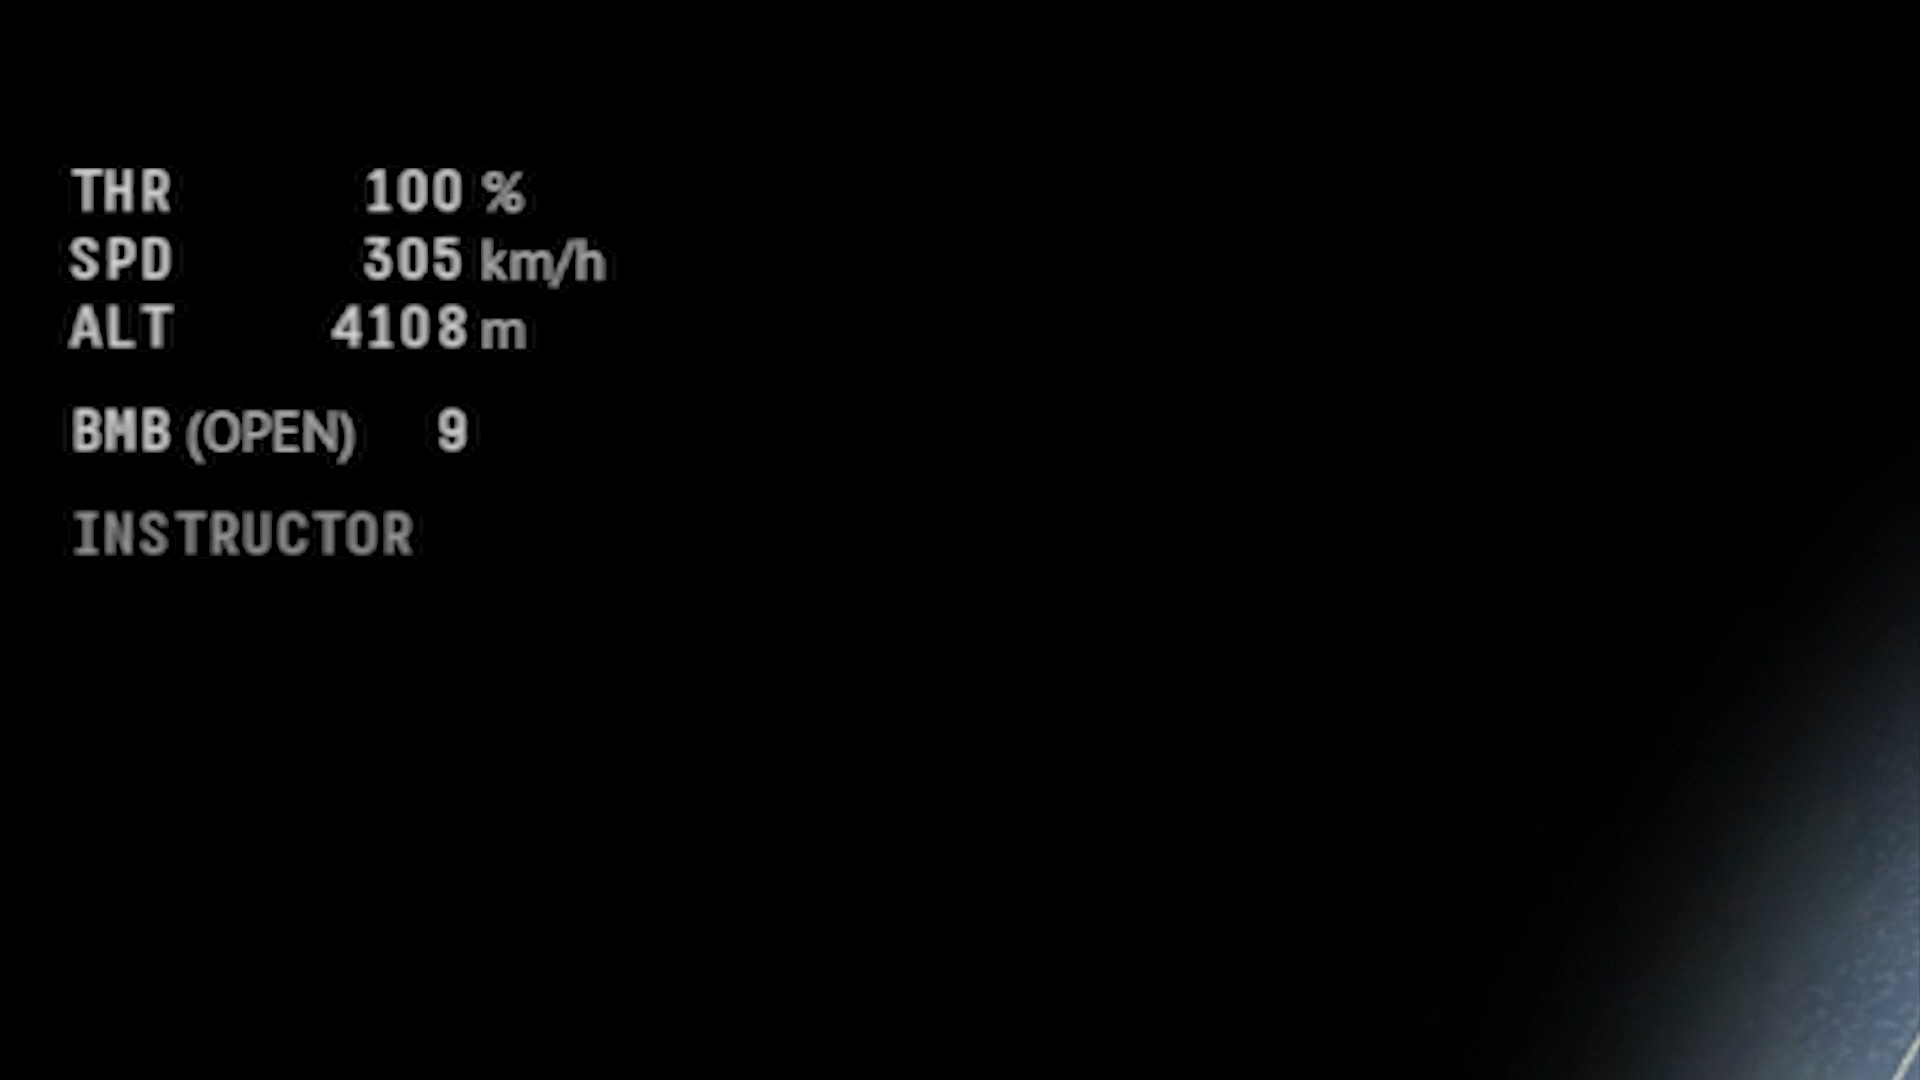 THR 100 %
SPD 305 km/h
ALT 4108 m
BMB (OPEN) 9
INSTRUCTOR